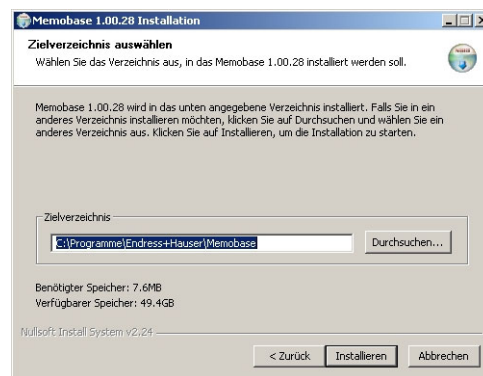 Memobase 1.00.28 Installation
Zielverzeichnis auswählen
Wählen Sie das Verzeichnis aus, in das Memobase 1.00.28 installiert werden soll.
Memobase 1.00.28 wird in das unten angegebene Verzeichnis installiert. Falls Sie in ein
anderes Verzeichnis installieren möchten, klicken Sie auf Durchsuchen und wählen Sie ein
anderes Verzeichnis aus. Klicken Sie auf Installieren, um die Installation zu starten.
Zielverzeichnis
C:\Programme\Endress+Hauser\Memobase
Durchsuchen...
Benötigter Speicher: 7.6MB
Verfügbarer Speicher: 49.4GB
Nullsoft Install System v2.24
< Zurück
Installieren
Abbrechen